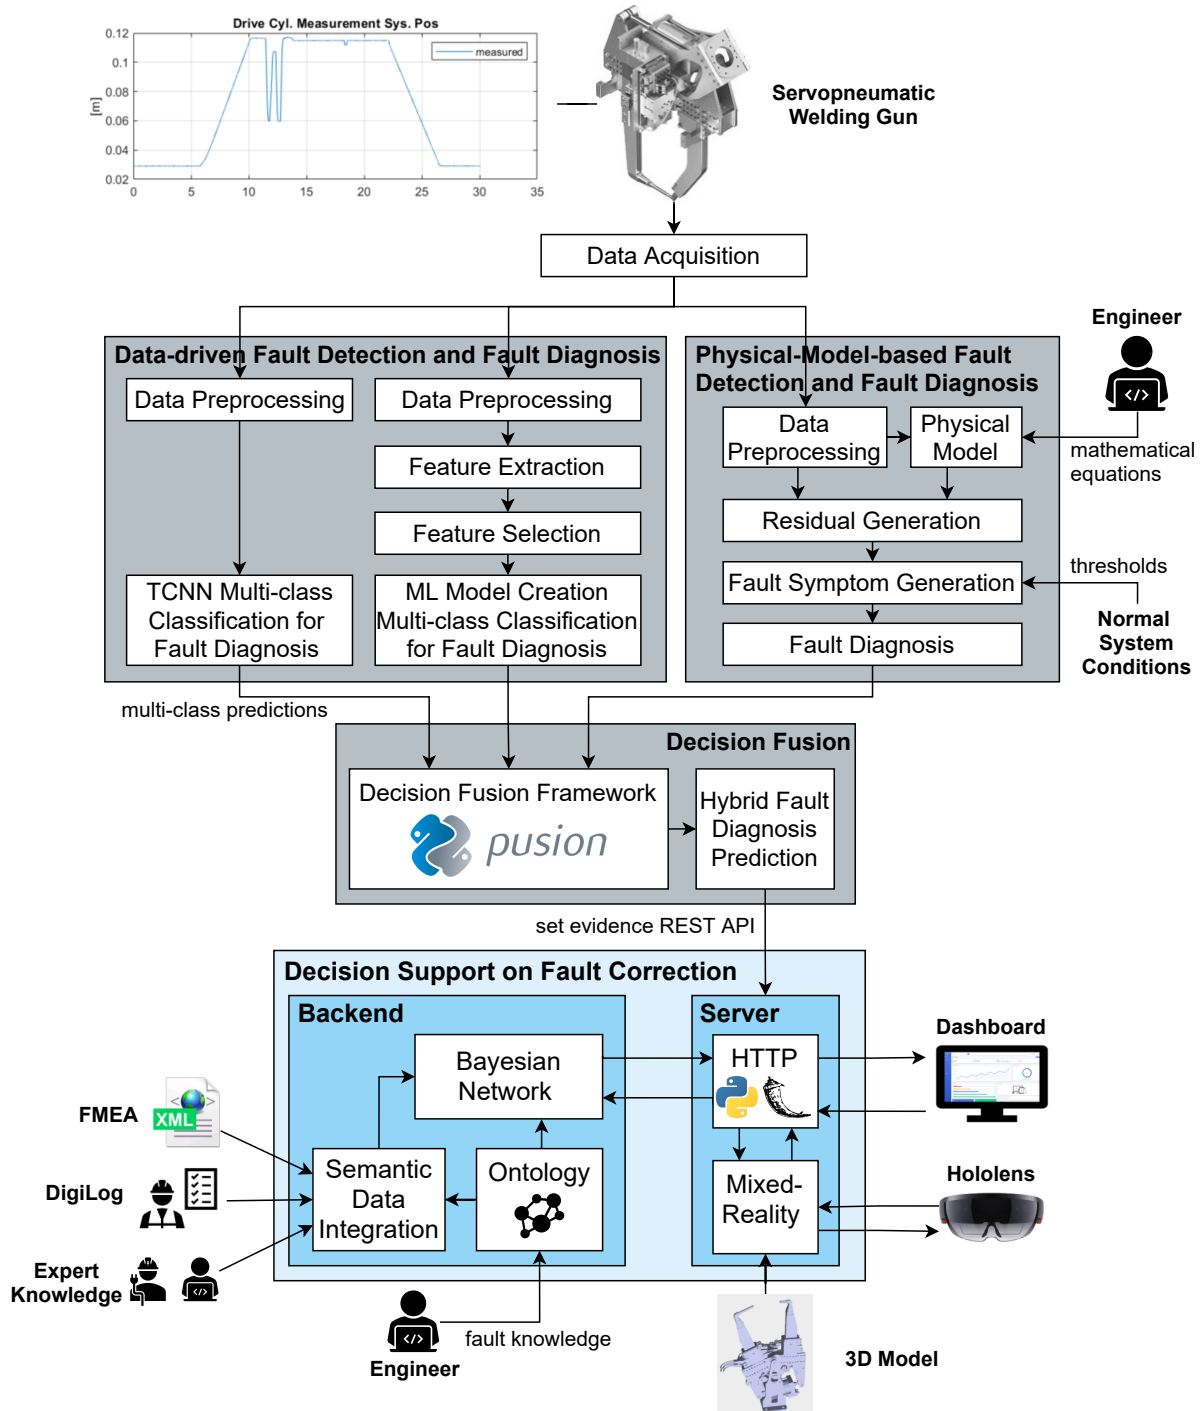 Drive Cyl. Measurement Sys. Pos
measured
[m]
0.12
0.1
0.08
0.06
0.04
0.02
0
5
10
15
20
25
30
35
Servopneumatic
Welding Gun
Data Acquisition
Data-driven Fault Detection and Fault Diagnosis
Data Preprocessing
TCNN Multi-class
Classification for
Fault Diagnosis
Data Preprocessing
Feature Extraction
Feature Selection
ML Model Creation
Multi-class Classification
for Fault Diagnosis
Physical-Model-based Fault
Detection and Fault Diagnosis
Data
Preprocessing
Physical
Model
Residual Generation
Fault Symptom Generation
Fault Diagnosis
Engineer
</>
mathematical
equations
thresholds
Normal
System
Conditions
multi-class predictions
Decision Fusion
Decision Fusion Framework
pusion
Hybrid Fault
Diagnosis
Prediction
set evidence REST API
Decision Support on Fault Correction
Backend
Bayesian
Network
Semantic
Data
Integration
Ontology
Server
HTTP
Mixed-
Reality
Dashboard
Hololens
FMEA
XML
DigiLog
Expert
Knowledge
</>
</>
Engineer
fault knowledge
3D Model